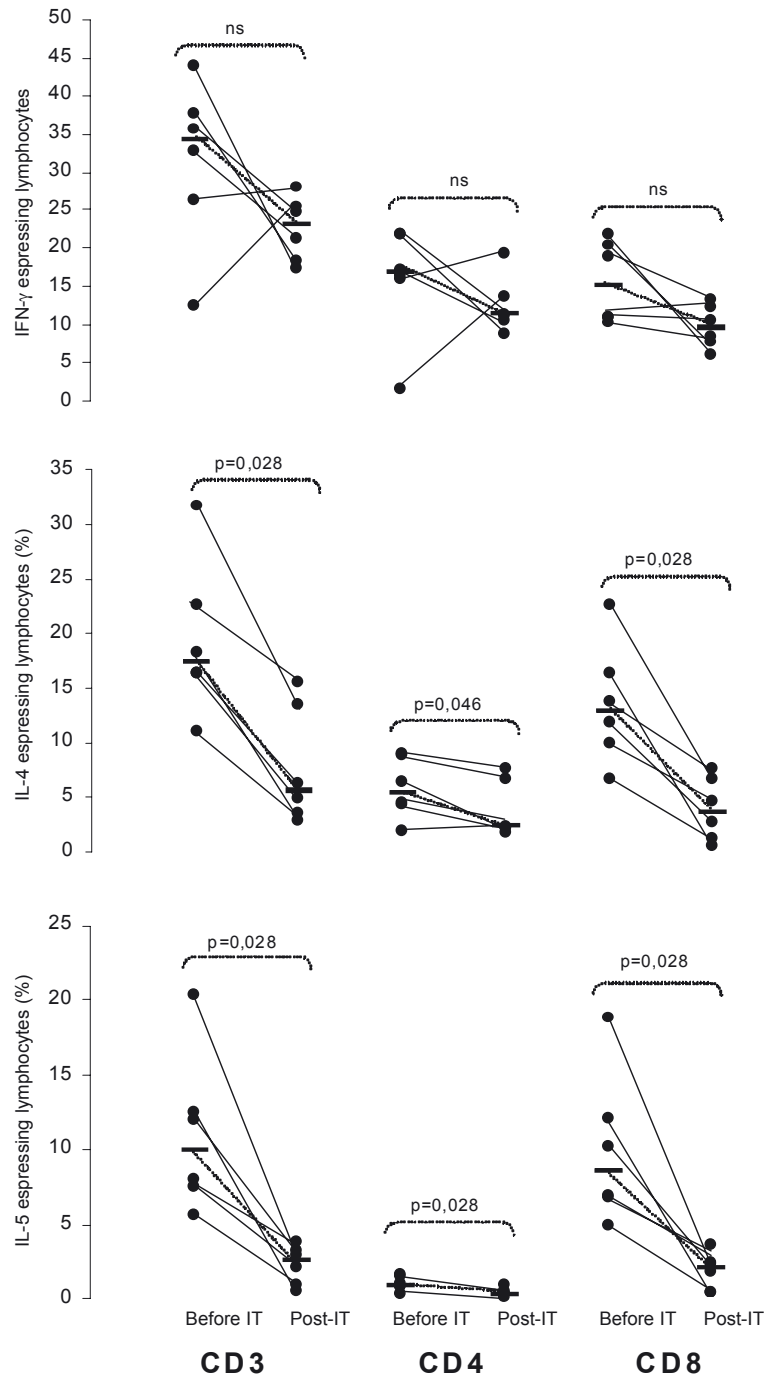 50
45
40
35
30
25
20
15
10
5
0
IFN-γ espressing lymphocytes
ns
ns
ns
35
30
25
20
15
10
5
0
IL-4 espressing lymphocytes (%)
p=0,028
p=0,046
p=0,028
25
20
15
10
5
0
IL-5 espressing lymphocytes (%)
p=0,028
p=0,028
p=0,028
Before IT Post-IT Before IT Post-IT Before IT Post-IT
CD3 CD4 CD8